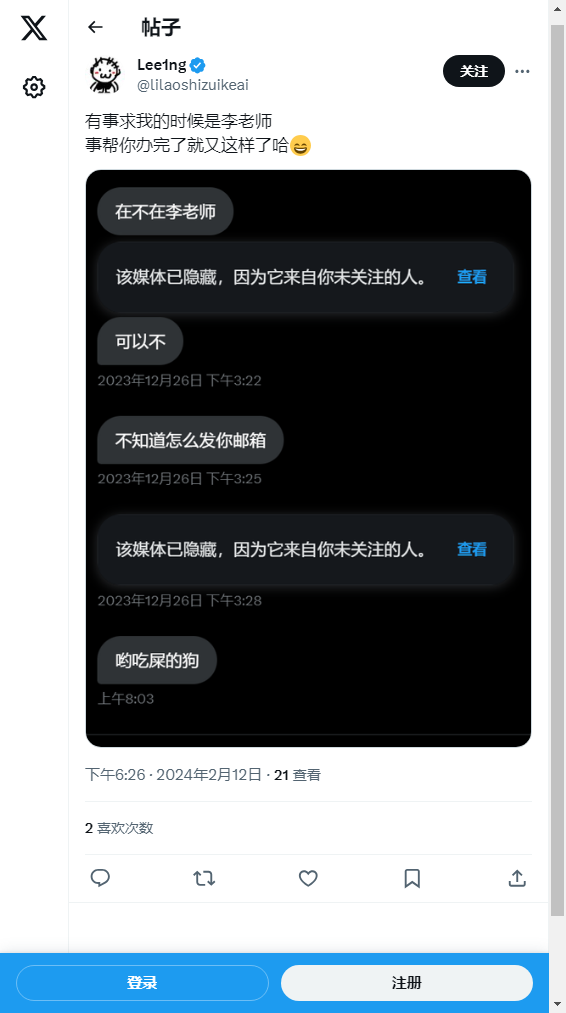 帖子
Lee1ng
@lilaoshizuikeai
关注
有事求我的时候是李老师
事帮你办完了就又这样了哈😄
在不在李老师
该媒体已隐藏，因为它来自你未关注的人。 查看
可以不
2023年12月26日 下午3:22
不知道怎么发你邮箱
2023年12月26日 下午3:25
该媒体已隐藏，因为它来自你未关注的人。 查看
2023年12月26日 下午3:28
哟吃屎的狗
上午8:03
下午6:26 · 2024年2月12日 · 21 查看
2 喜欢次数
登录
注册